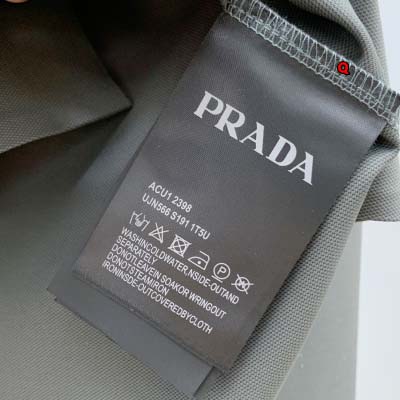 PRADA
ACU1 2398
UJN566 S191 1T5U
WASHINCOLDWATER.NSIDE-OUTAND
SEPARATELY
DONOTLEAVEIN SOAKOR WRINGOUT
DONOTSTEAMIRON
IRONINSIDE-OUTCOVEREDBYCLOTH